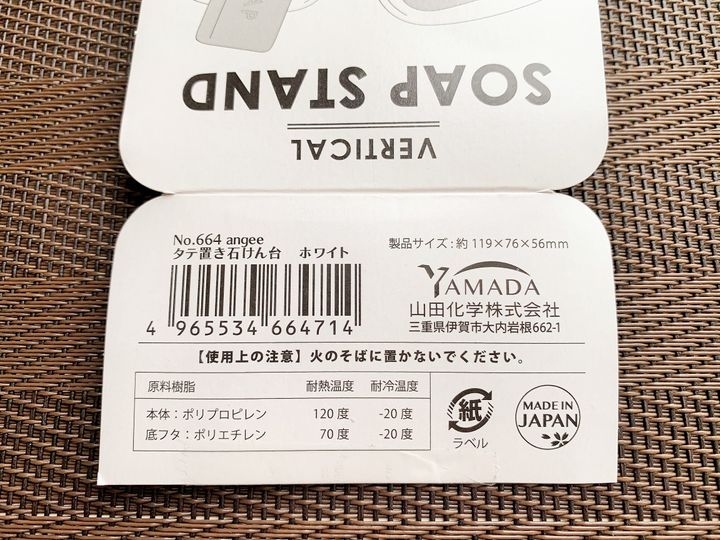 SOAP STAND
VERTICAL
No.664 angee
タテ置き石けん台 ホワイト
4 965534 664714
製品サイズ:約 119×76×56mm
YAMADA
山田化学株式会社
三重県伊賀市大内岩根662-1
【使用上の注意】火のそばに置かないでください。
原料樹脂 耐熱温度 耐冷温度
本体:ポリプロピレン 120 度 -20 度
底フタ:ポリエチレン 70 度 -20 度
紙
ラベル
MADE IN
JAPAN